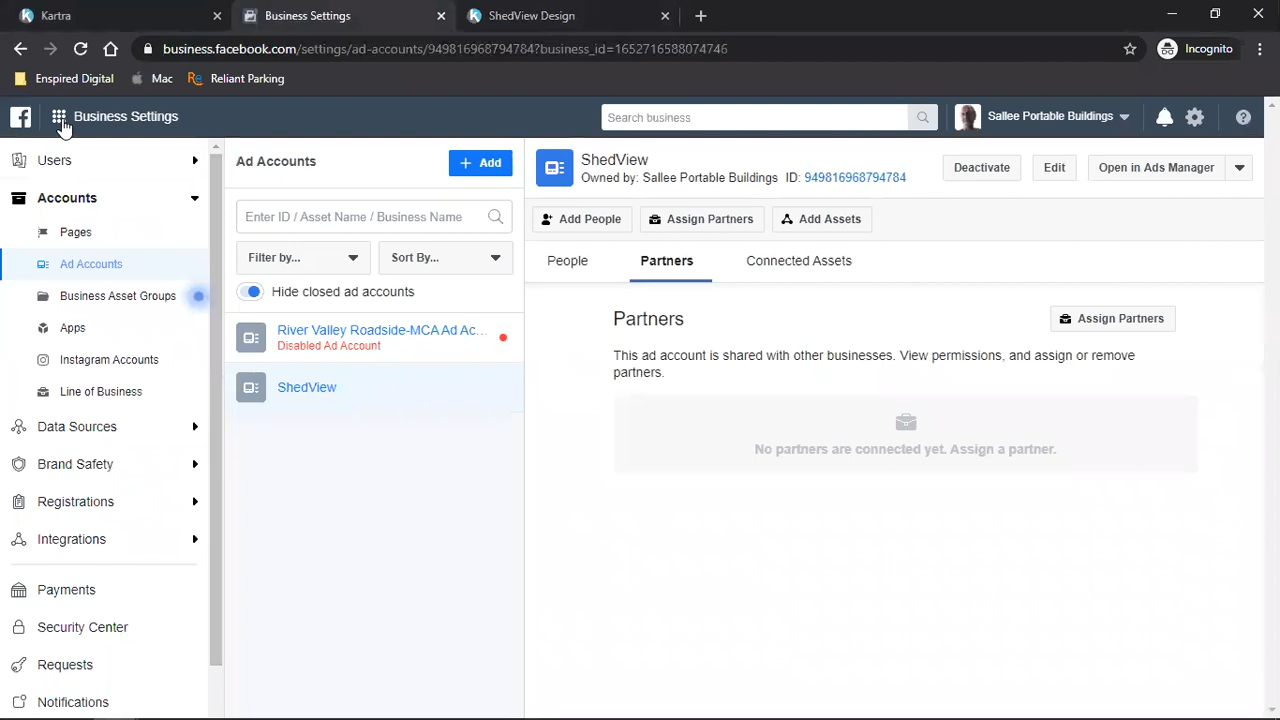 Kartra
Business Settings
ShedView Design
business.facebook.com/settings/ad-accounts/949816968794784?business_id=1652716588074746
Incognito
Enspired Digital
Mac
Reliant Parking
Business Settings
Search business
Sallee Portable Buildings
Users
Accounts
Pages
Ad Accounts
Business Asset Groups
Apps
Instagram Accounts
Line of Business
Data Sources
Brand Safety
Registrations
Integrations
Payments
Security Center
Requests
Notifications
Ad Accounts
+ Add
Enter ID / Asset Name / Business Name
Filter by...
Sort By...
Hide closed ad accounts
River Valley Roadside-MCA Ad Ac...
Disabled Ad Account
ShedView
ShedView
Owned by: Sallee Portable Buildings ID: 949816968794784
Deactivate
Edit
Open in Ads Manager
Add People
Assign Partners
Add Assets
People
Partners
Connected Assets
Partners
Assign Partners
This ad account is shared with other businesses. View permissions, and assign or remove
partners.
No partners are connected yet. Assign a partner.